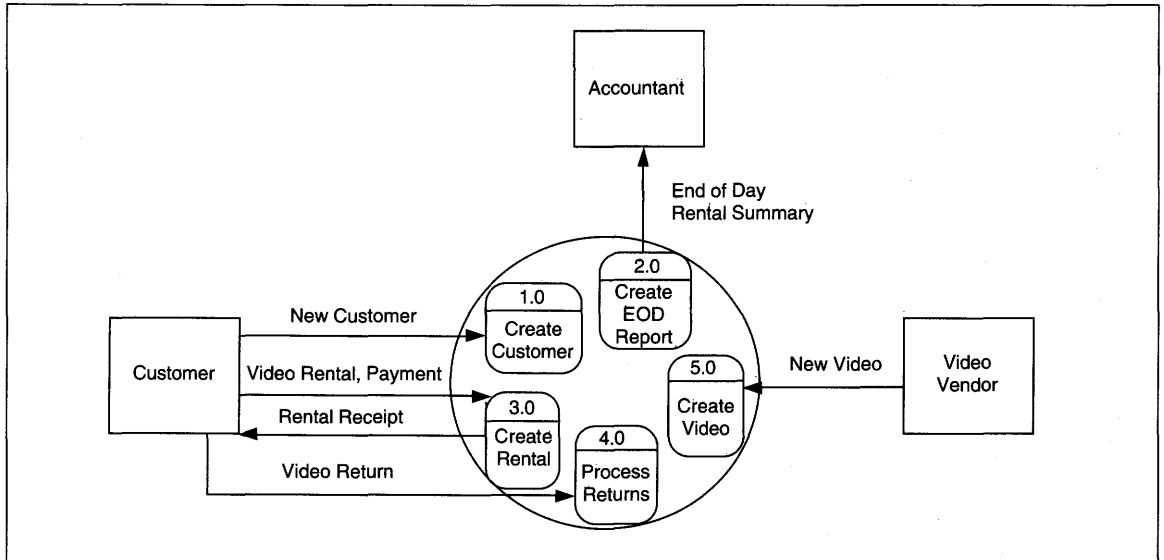 Accountant
End of Day
Rental Summary
2.0
Create
EOD
Report
1.0
Create
Customer
New Customer
Customer
Video Rental, Payment
Rental Receipt
Video Return
3.0
Create
Rental
4.0
Process
Returns
5.0
Create
Video
New Video
Video
Vendor